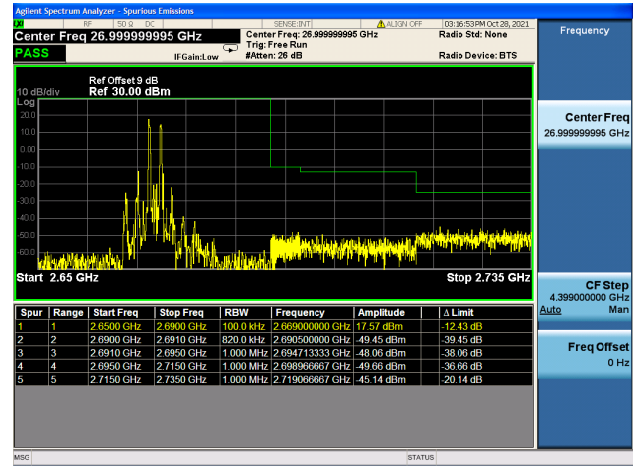 Agilent Spectrum Analyzer - Spurious Emissions
LXI RF 50 Ω DC SENSE:INT ALIGN OFF 03:16:53 PM Oct 28, 2021
Center Freq 26.999999995 GHz
Center Freq: 26.999999995 GHz
Radio Std: None
Trig: Free Run
PASS
IFGain:Low
#Atten: 26 dB
Radio Device: BTS
Frequency
Ref Offset 9 dB
10 dB/div
Ref 30.00 dBm
Log
20.0
10.0
0.00
-10.0
-20.0
-30.0
-40.0
-50.0
-60.0
Start 2.65 GHz
Stop 2.735 GHz
Center Freq
26.999999995 GHz
CF Step
4.399000000 GHz
Auto Man
Freq Offset
0 Hz
Spur Range Start Freq Stop Freq RBW Frequency Amplitude Δ Limit
1 1 2.6500 GHz 2.6900 GHz 100.0 kHz 2.669000000 GHz 17.57 dBm -12.43 dB
2 2 2.6900 GHz 2.6910 GHz 820.0 kHz 2.690500000 GHz -49.45 dBm -39.45 dB
3 3 2.6910 GHz 2.6950 GHz 1.000 MHz 2.694713333 GHz -48.06 dBm -38.06 dB
4 4 2.6950 GHz 2.7150 GHz 1.000 MHz 2.698966667 GHz -49.66 dBm -36.66 dB
5 5 2.7150 GHz 2.7350 GHz 1.000 MHz 2.719066667 GHz -45.14 dBm -20.14 dB
MSG
STATUS